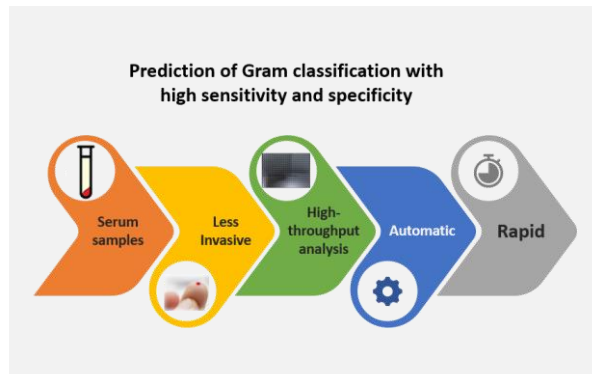 Prediction of Gram classification with
high sensitivity and specificity
Serum
samples
Less
Invasive
High-
throughput
analysis
Automatic
Rapid